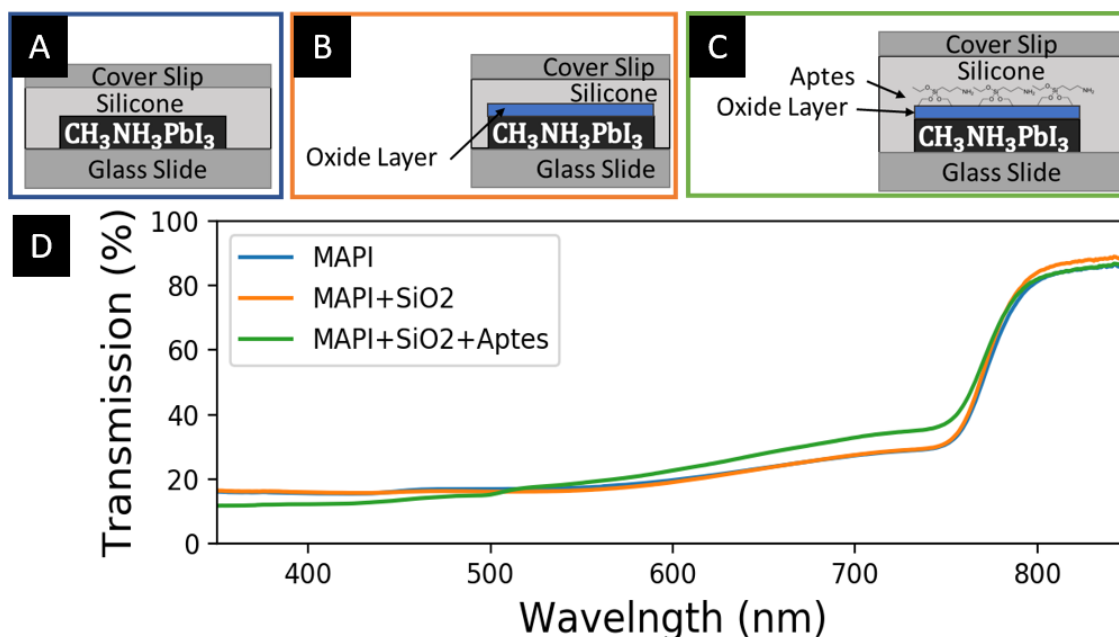 A
Cover Slip
Silicone
CH₃NH₃PbI₃
Glass Slide
B
Cover Slip
Silicone
CH₃NH₃PbI₃
Oxide Layer
Glass Slide
C
Cover Slip
Silicone
Aptes
Oxide Layer
CH₃NH₃PbI₃
Glass Slide
D
Transmission (%)
100
80
60
40
20
0
MAPI
MAPI+SiO2
MAPI+SiO2+Aptes
400 500 600 700 800
Wavelngth (nm)